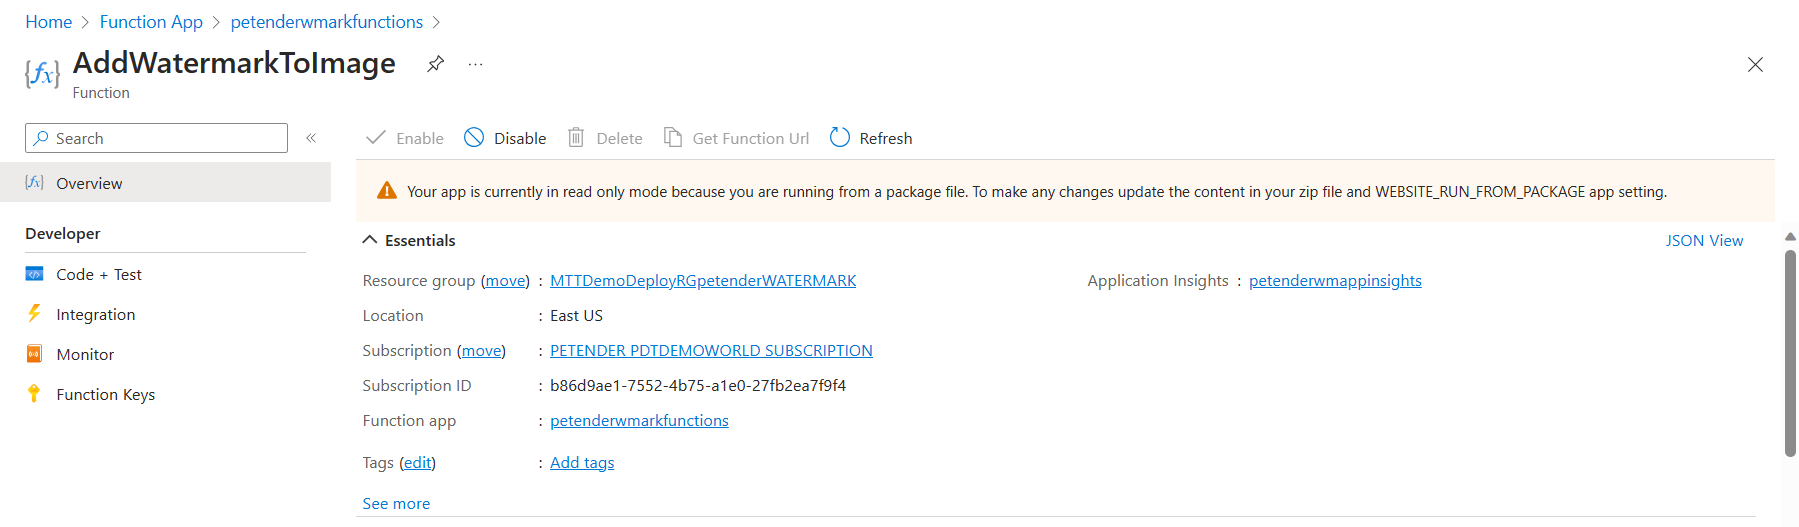 Home > Function App > petenderwmarkfunctions >
{fx} AddWatermarkToImage ...
Function
Search «
Enable Disable Delete Get Function Url Refresh
{fx} Overview
Your app is currently in read only mode because you are running from a package file. To make any changes update the content in your zip file and WEBSITE_RUN_FROM_PACKAGE app setting.
Developer
Code + Test
Integration
Monitor
Function Keys
Essentials JSON View
Resource group (move) : MTTDemoDeployRGpetenderWATERMARK Application Insights : petenderwmappinsights
Location : East US
Subscription (move) : PETENDER PDTDEMOWORLD SUBSCRIPTION
Subscription ID : b86d9ae1-7552-4b75-a1e0-27fb2ea7f9f4
Function app : petenderwmarkfunctions
Tags (edit) : Add tags
See more